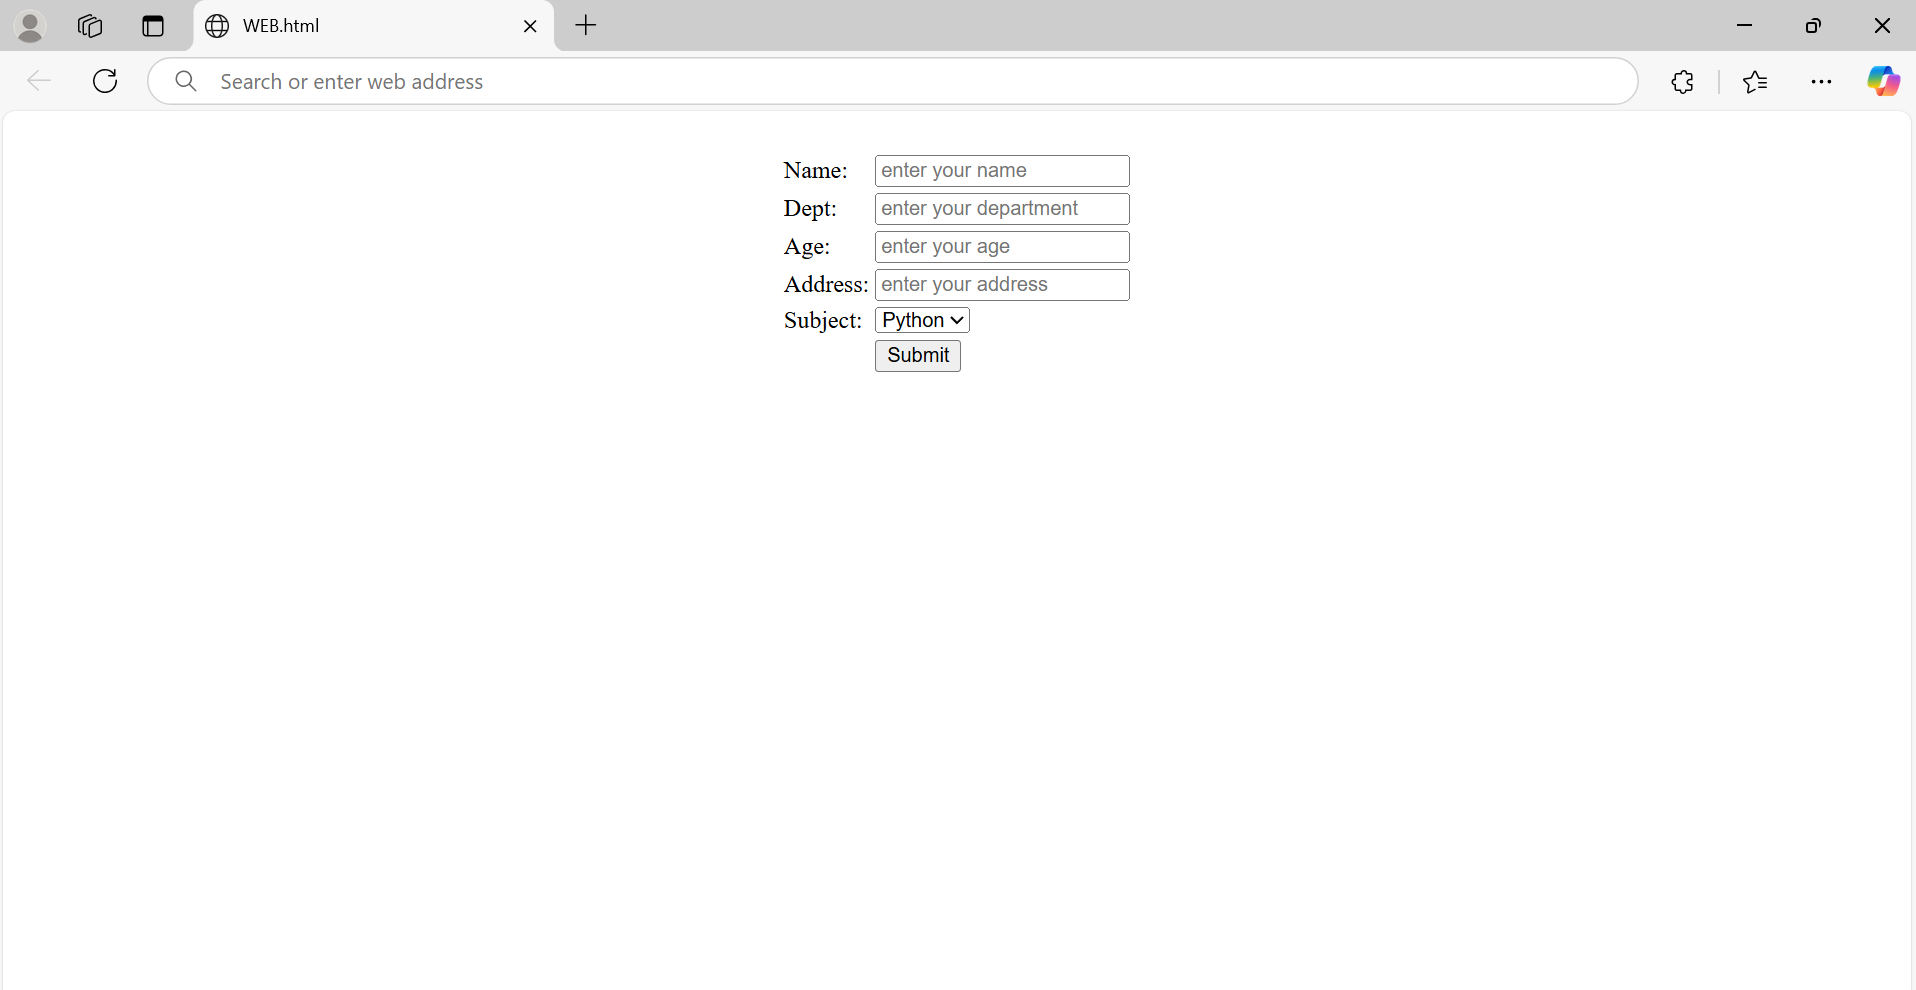 WEB.html
Search or enter web address
Name: enter your name
Dept: enter your department
Age: enter your age
Address: enter your address
Subject: Python
Submit